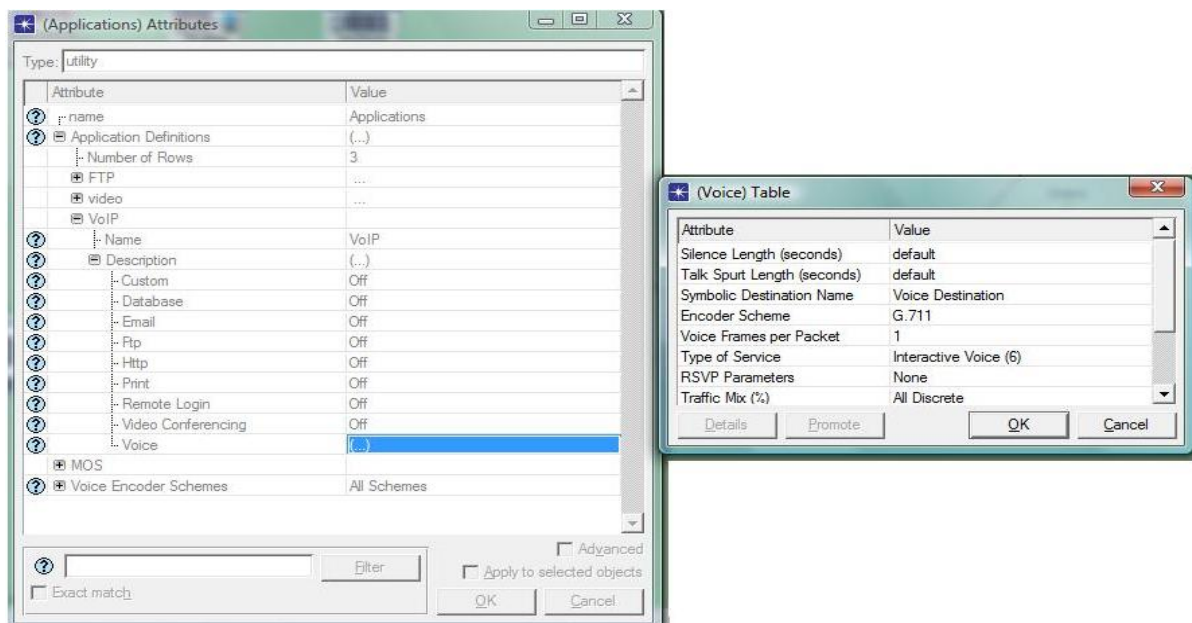 (Applications) Attributes
Type: utility
Attribute Value
name Applications
Application Definitions (...)
Number of Rows 3
FTP ...
video ...
VoIP
Name VoIP
Description (...)
Custom Off
Database Off
Email Off
Ftp Off
Http Off
Print Off
Remote Login Off
Video Conferencing Off
Voice (...)
MOS
Voice Encoder Schemes All Schemes
Advanced
Filter
Apply to selected objects
Exact match
OK Cancel
(Voice) Table
Attribute Value
Silence Length (seconds) default
Talk Spurt Length (seconds) default
Symbolic Destination Name Voice Destination
Encoder Scheme G.711
Voice Frames per Packet 1
Type of Service Interactive Voice (6)
RSVP Parameters None
Traffic Mix (%) All Discrete
Details Promote OK Cancel